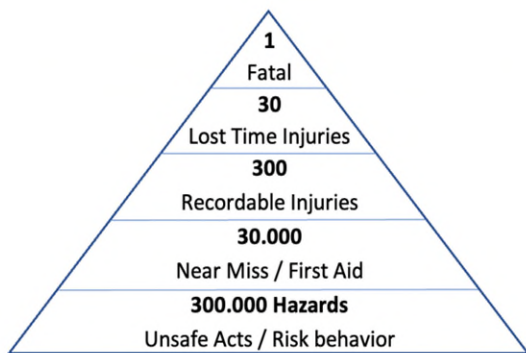 1
Fatal
30
Lost Time Injuries
300
Recordable Injuries
30.000
Near Miss / First Aid
300.000 Hazards
Unsafe Acts / Risk behavior